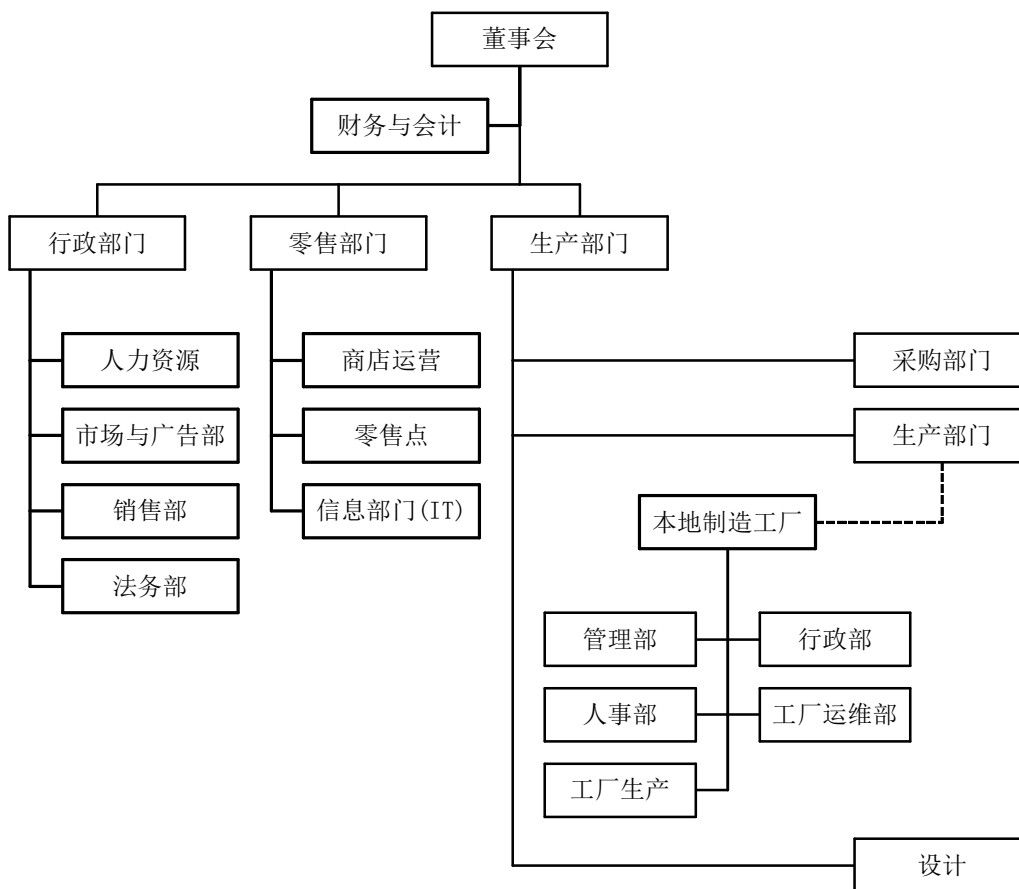 董事会
财务与会计
行政部门
零售部门
生产部门
人力资源
商店运营
采购部门
市场与广告部
零售点
生产部门
销售部
信息部门(IT)
本地制造工厂
法务部
管理部
行政部
人事部
工厂运维部
工厂生产
设计